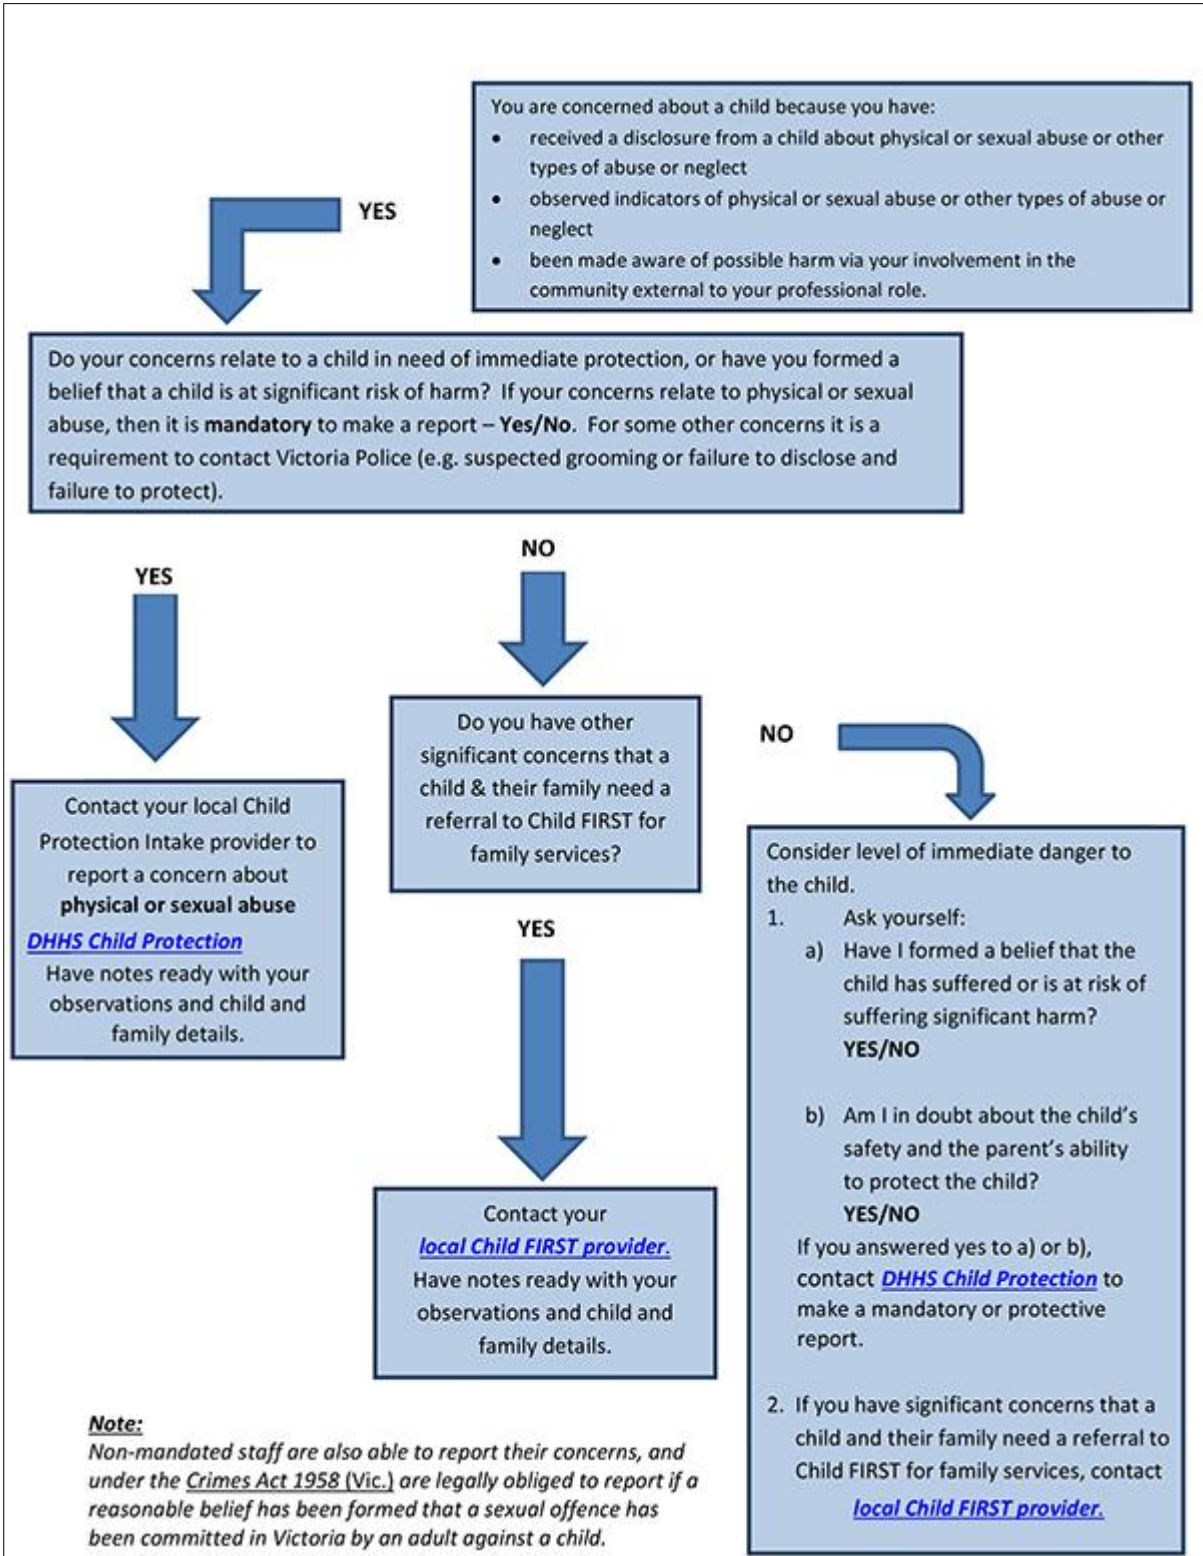 You are concerned about a child because you have:
• received a disclosure from a child about physical or sexual abuse or other
types of abuse or neglect
• observed indicators of physical or sexual abuse or other types of abuse or
neglect
• been made aware of possible harm via your involvement in the
community external to your professional role.
YES
Do your concerns relate to a child in need of immediate protection, or have you formed a
belief that a child is at significant risk of harm? If your concerns relate to physical or sexual
abuse, then it is mandatory to make a report – Yes/No. For some other concerns it is a
requirement to contact Victoria Police (e.g. suspected grooming or failure to disclose and
failure to protect).
YES
Contact your local Child
Protection Intake provider to
report a concern about
physical or sexual abuse
DHHS Child Protection
Have notes ready with your
observations and child and
family details.
NO
Do you have other
significant concerns that a
child & their family need a
referral to Child FIRST for
family services?
YES
Contact your
local Child FIRST provider.
Have notes ready with your
observations and child and
family details.
NO
Consider level of immediate danger to
the child.
1. Ask yourself:
a) Have I formed a belief that the
child has suffered or is at risk of
suffering significant harm?
YES/NO
b) Am I in doubt about the child’s
safety and the parent’s ability
to protect the child?
YES/NO
If you answered yes to a) or b),
contact DHHS Child Protection to
make a mandatory or protective
report.
2. If you have significant concerns that a
child and their family need a referral to
Child FIRST for family services, contact
local Child FIRST provider.
Note:
Non-mandated staff are also able to report their concerns, and
under the Crimes Act 1958 (Vic.) are legally obliged to report if a
reasonable belief has been formed that a sexual offence has
been committed in Victoria by an adult against a child.